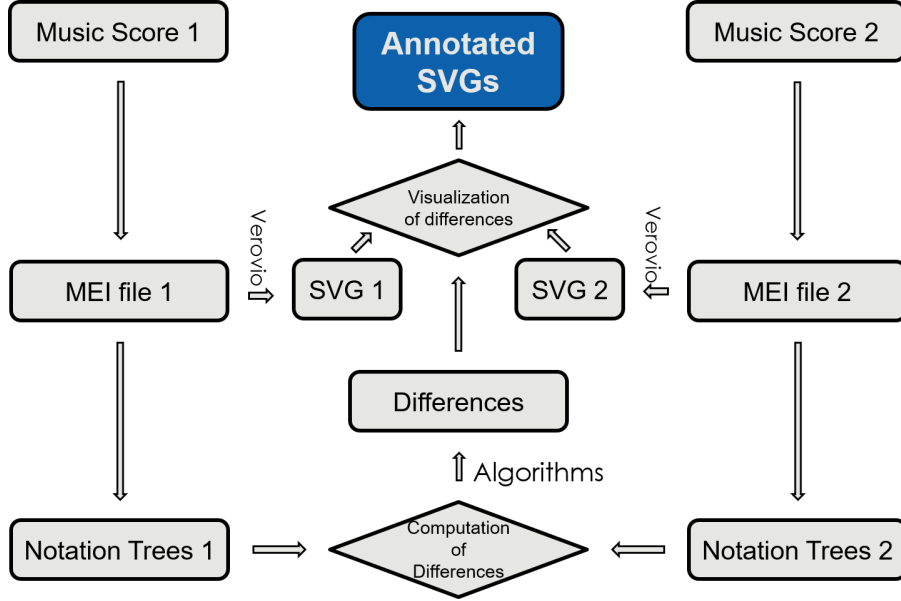 Music Score 1
Annotated
SVGs
Music Score 2
Visualization
of differences
Verovio
Verovio
MEI file 1
SVG 1
SVG 2
MEI file 2
Differences
Algorithms
Notation Trees 1
Computation
of
Differences
Notation Trees 2